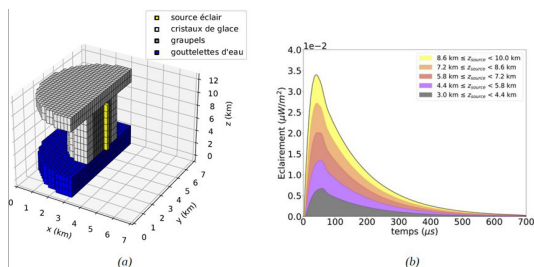 source éclair
cristaux de glace
graupels
gouttelettes d'eau
12
10
8
6
4
2
0
z (km)
0
1
2
3
4
5
6
7
x (km)
0
1
2
3
4
5
6
7
y (km)
(a)
1e−2
4.0
3.5
3.0
2.5
2.0
1.5
1.0
0.5
0.0
Eclairement (μW/m²)
8.6 km ≤ z_source < 10.0 km
7.2 km ≤ z_source < 8.6 km
5.8 km ≤ z_source < 7.2 km
4.4 km ≤ z_source < 5.8 km
3.0 km ≤ z_source < 4.4 km
0 100 200 300 400 500 600 700
temps (μs)
(b)